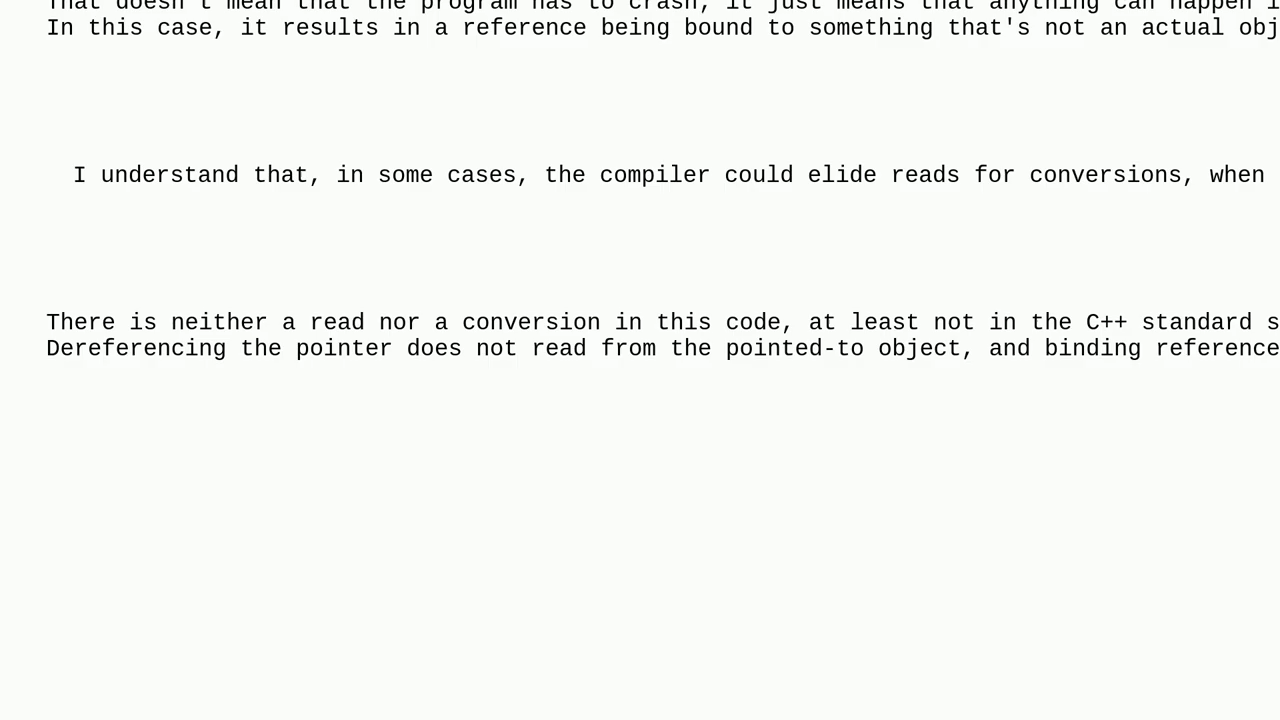 That doesn't mean that the program has to crash, it just means that anything can happen
In this case, it results in a reference being bound to something that's not an actual obj
I understand that, in some cases, the compiler could elide reads for conversions, when
There is neither a read nor a conversion in this code, at least not in the C++ standard s
Dereferencing the pointer does not read from the pointed-to object, and binding reference